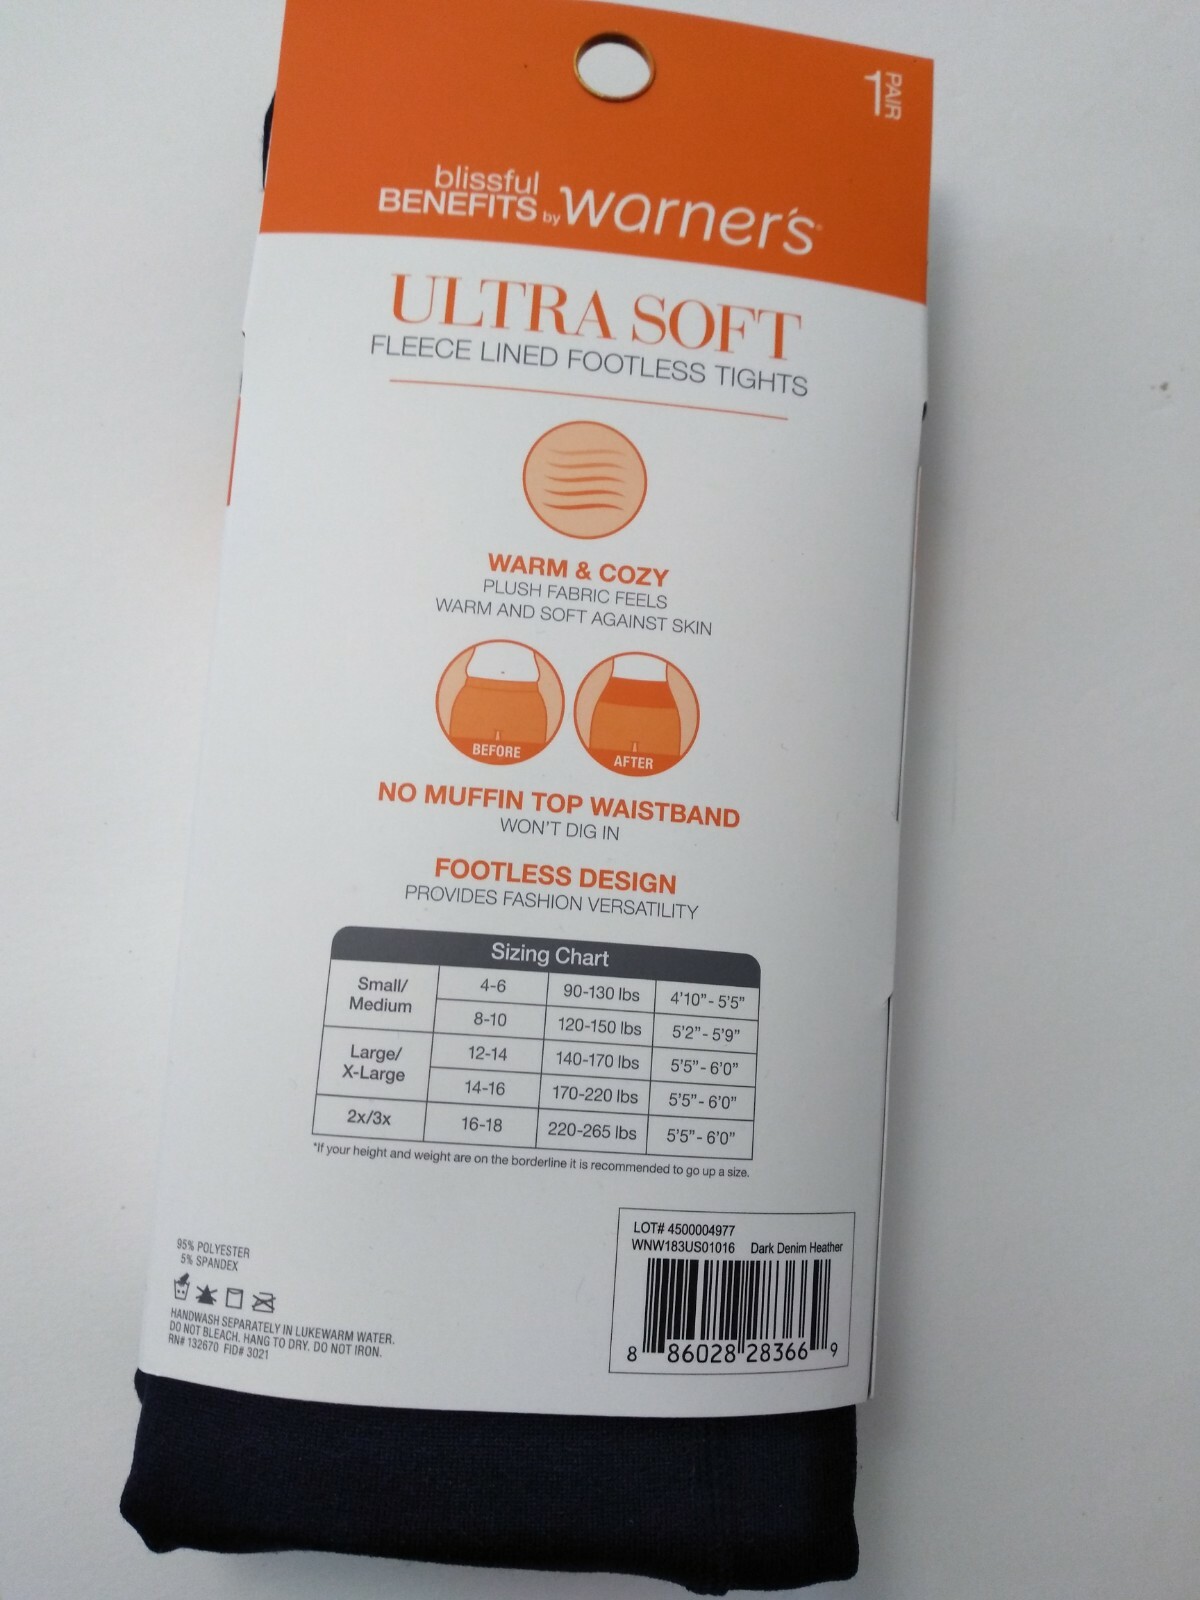 1 PAIR
blissful
BENEFITS by warner's®
ULTRA SOFT
FLEECE LINED FOOTLESS TIGHTS
WARM & COZY
PLUSH FABRIC FEELS
WARM AND SOFT AGAINST SKIN
BEFORE AFTER
NO MUFFIN TOP WAISTBAND
WON'T DIG IN
FOOTLESS DESIGN
PROVIDES FASHION VERSATILITY
Sizing Chart
Small/
Medium
4-6 90-130 lbs 4'10" - 5'5"
8-10 120-150 lbs 5'2" - 5'9"
Large/
X-Large
12-14 140-170 lbs 5'5" - 6'0"
14-16 170-220 lbs 5'5" - 6'0"
2x/3x 16-18 220-265 lbs 5'5" - 6'0"
*If your height and weight are on the borderline it is recommended to go up a size.
95% POLYESTER
5% SPANDEX
HANDWASH SEPARATELY IN LUKEWARM WATER.
DO NOT BLEACH. HANG TO DRY. DO NOT IRON.
RN# 132670 FID# 3021
LOT# 4500004977
WNW183US01016 Dark Denim Heather
8 86028 28366 9